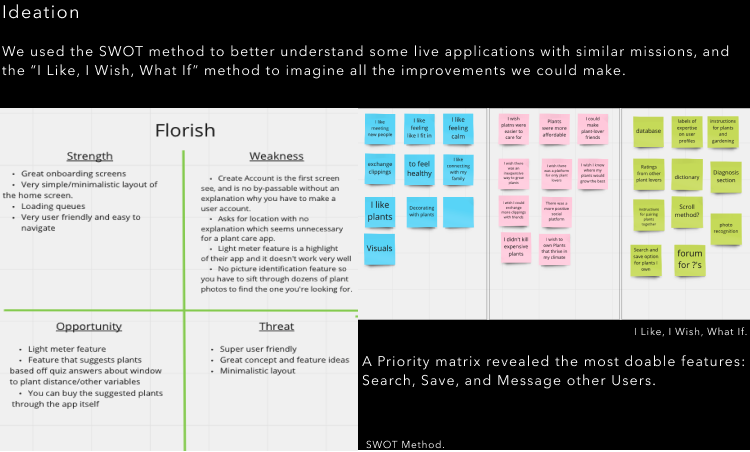 Ideation
We used the SWOT method to better understand some live applications with similar missions, and
the “I Like, I Wish, What If” method to imagine all the improvements we could make.
Florish
Strength
• Great onboarding screens
• Very simple/minimalistic layout of
the home screen.
• Loading queues
• Very user friendly and easy to
navigate
Weakness
• Create Account is the first screen
see, and is no by-passable without an
explanation why you have to make a
user account.
• Asks for location with no
explanation which seems unnecessary
for a plant care app.
• Light meter feature is a highlight
of their app and it doesn't work very well
• No picture identification feature so
you have to sift through dozens of plant
photos to find the one you're looking for.
Opportunity
• Light meter feature
• Feature that suggests plants
based off quiz answers about window
to plant distance/other variables
• You can buy the suggested plants
through the app itself
Threat
• Super user friendly
• Great concept and feature ideas
• Minimalistic layout
I like
meeting
new people
I like
feeling
like I fit in
I like
feeling
calm
exchange
clippings
to feel
healthy
I like
connecting
with my
family
I like
plants
Decorating
with plants
Visuals
I wish
plants were
easier to
care for
Plants
were more
affordable
I could
make
plant-lover
friends
I wish there
was an
inexpensive
way to grow
plants
I wish there
was a platform
for only plant
lovers
I wish I knew
where my
plants would
grow the best
I wish I could
exchange
more clippings
with friends
There was a
more positive
social
platform
I didn't kill
expensive
plants
I wish to
own Plants
that thrive in
my climate
database
labels of
expertise on
user
profiles
instructions
for plants
and
gardening
Ratings
from other
plant lovers
dictionary
Diagnosis
section
Instructions
for pairing
plants
together
Scroll
method?
photo
recognition
Search and
save option
for plants I
own
forum
for ?'s
I Like, I Wish, What If.
A Priority matrix revealed the most doable features:
Search, Save, and Message other Users.
SWOT Method.